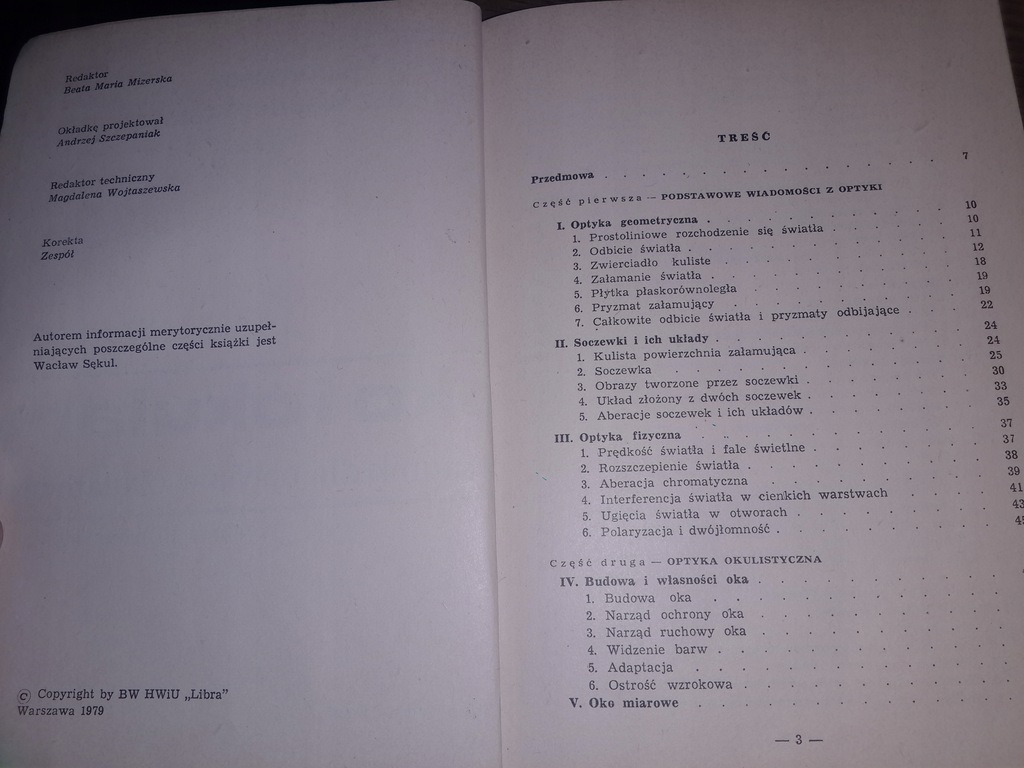 Redaktor
Beata Maria Mizerska
Okładkę projektował
Andrzej Szczepaniak
Redaktor techniczny
Magdalena Wojtaszewska
Korekta
Zespół
Autorem informacji merytorycznie uzupeł-
niających poszczególne części książki jest
Wacław Sękul.
© Copyright by BW HWiU „Libra”
Warszawa 1979
TREŚĆ
Przedmowa . . . . . . . . . . . . . 7
Część pierwsza — PODSTAWOWE WIADOMOŚCI Z OPTYKI
I. Optyka geometryczna . . . . . . . . . . 10
1. Prostoliniowe rozchodzenie się światła . . . . . 10
2. Odbicie światła . . . . . . . . . . 11
3. Zwierciadło kuliste . . . . . . . . . 12
4. Załamanie światła . . . . . . . . . 18
5. Płytka płaskorównoległa . . . . . . . . 19
6. Pryzmat załamujący . . . . . . . . . 19
7. Całkowite odbicie światła i pryzmaty odbijające . . . 22
II. Soczewki i ich układy . . . . . . . . . . 24
1. Kulista powierzchnia załamująca . . . . . . . 24
2. Soczewka . . . . . . . . . . . 25
3. Obrazy tworzone przez soczewki . . . . . . . 30
4. Układ złożony z dwóch soczewek . . . . . . . 33
5. Aberacje soczewek i ich układów . . . . . . . 35
III. Optyka fizyczna . . . . . . . . . . . 37
1. Prędkość światła i fale świetlne . . . . . . . 37
2. Rozszczepienie światła . . . . . . . . . 38
3. Aberacja chromatyczna . . . . . . . . . 39
4. Interferencja światła w cienkich warstwach . . . . 41
5. Ugięcia światła w otworach . . . . . . . . 43
6. Polaryzacja i dwójłomność . . . . . . . .
Część druga — OPTYKA OKULISTYCZNA
IV. Budowa i własności oka . . . . . . . . .
1. Budowa oka . . . . . . . . . .
2. Narząd ochrony oka . . . . . . . . .
3. Narząd ruchowy oka . . . . . . . . .
4. Widzenie barw . . . . . . . . . .
5. Adaptacja . . . . . . . . . . .
6. Ostrość wzrokowa . . . . . . . . .
V. Oko miarowe . . . . . . . . . . .
— 3 —